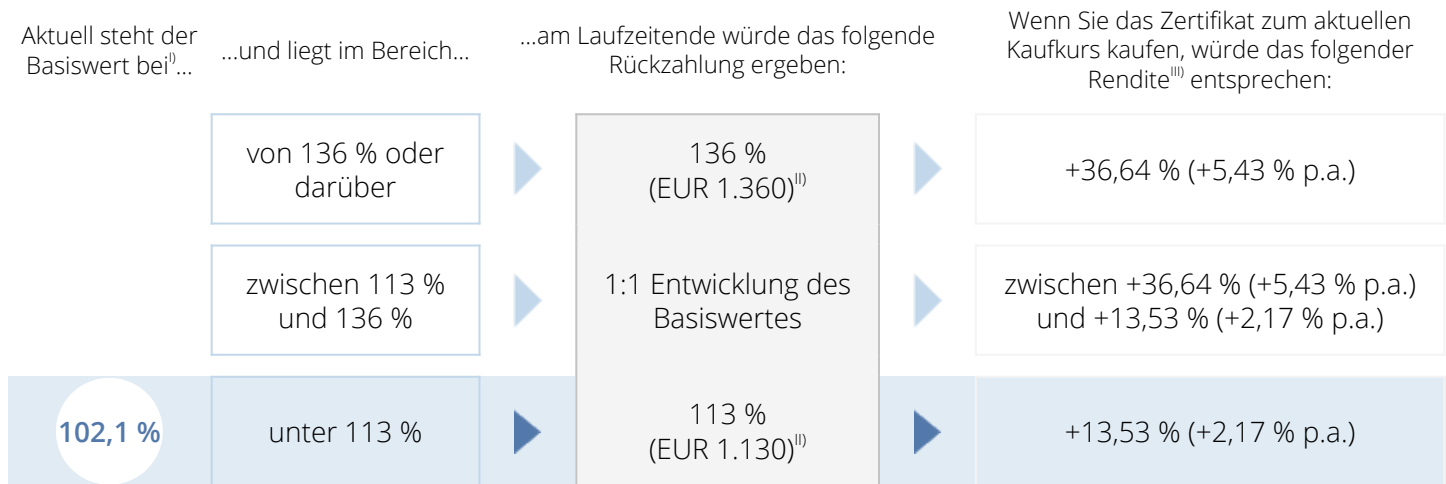 Aktuell steht der
Basiswert bei¹⁾...
...und liegt im Bereich...
...am Laufzeitende würde das folgende
Rückzahlung ergeben:
Wenn Sie das Zertifikat zum aktuellen
Kaufkurs kaufen, würde das folgender
Rendite III) entsprechen:
von 136 % oder
darüber
136 %
(EUR 1.360) II)
+36,64 % (+5,43 % p.a.)
zwischen 113 %
und 136 %
1:1 Entwicklung des
Basiswertes
zwischen +36,64 % (+5,43 % p.a.)
und +13,53 % (+2,17 % p.a.)
102,1 %
unter 113 %
113 %
(EUR 1.130) II)
+13,53 % (+2,17 % p.a.)